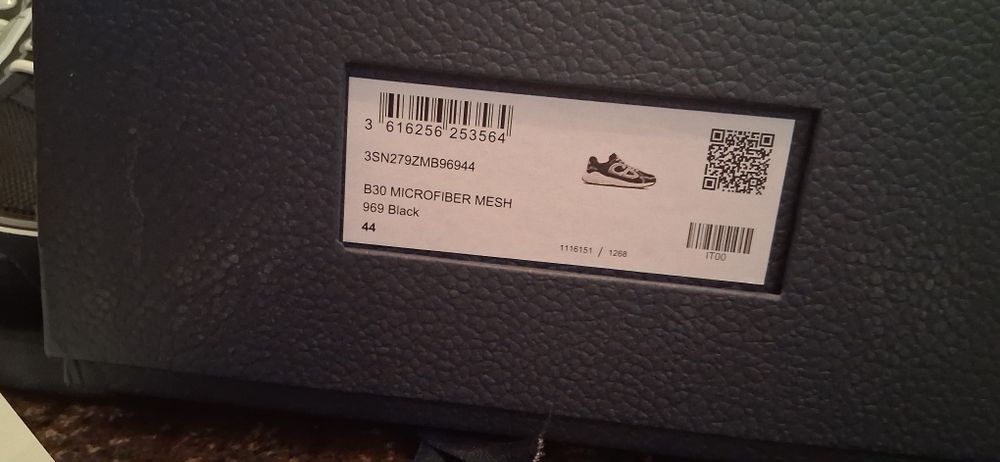 3 616256 253564
3SN279ZMB96944
B30 MICROFIBER MESH
969 Black
44
1116151 / 1268
IT00